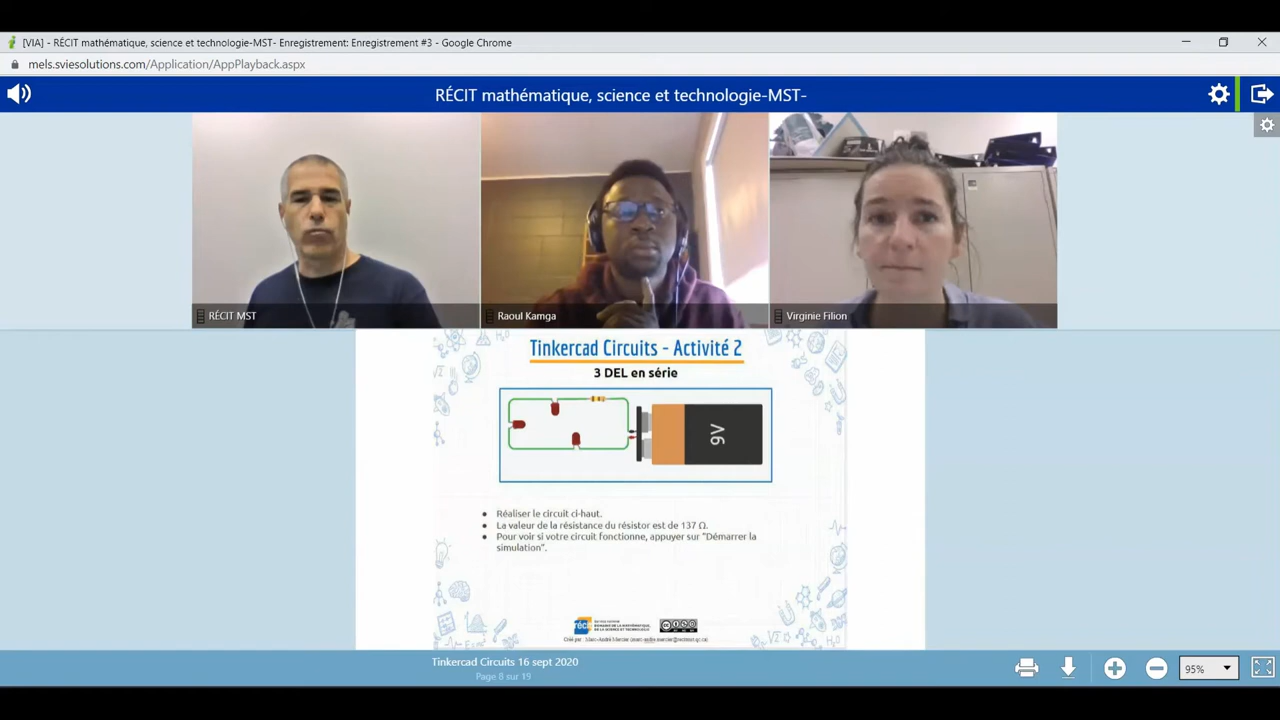 [VIA] - RÉCIT mathématique, science et technologie-MST- Enregistrement: Enregistrement #3 - Google Chrome
mels.sviesolutions.com/Application/AppPlayback.aspx
RÉCIT mathématique, science et technologie-MST-
RÉCIT MST
Raoul Kamga
Virginie Filion
Tinkercad Circuits - Activité 2
3 DEL en série
9V
● Réaliser le circuit ci-haut.
● La valeur de la résistance du résistor est de 137 Ω.
● Pour voir si votre circuit fonctionne, appuyer sur "Démarrer la
simulation".
Tinkercad Circuits 16 sept 2020
Page 8 sur 19
95%